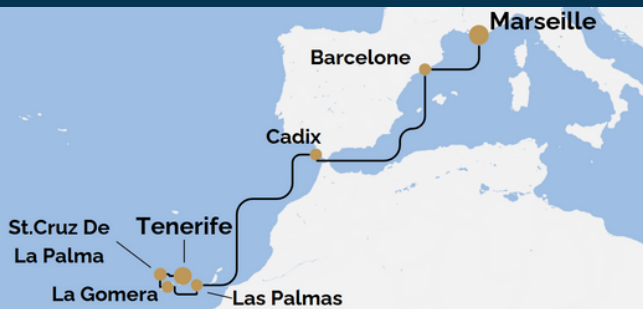 Marseille
Barcelone
Cadix
St.Cruz De
La Palma
Tenerife
La Gomera
Las Palmas